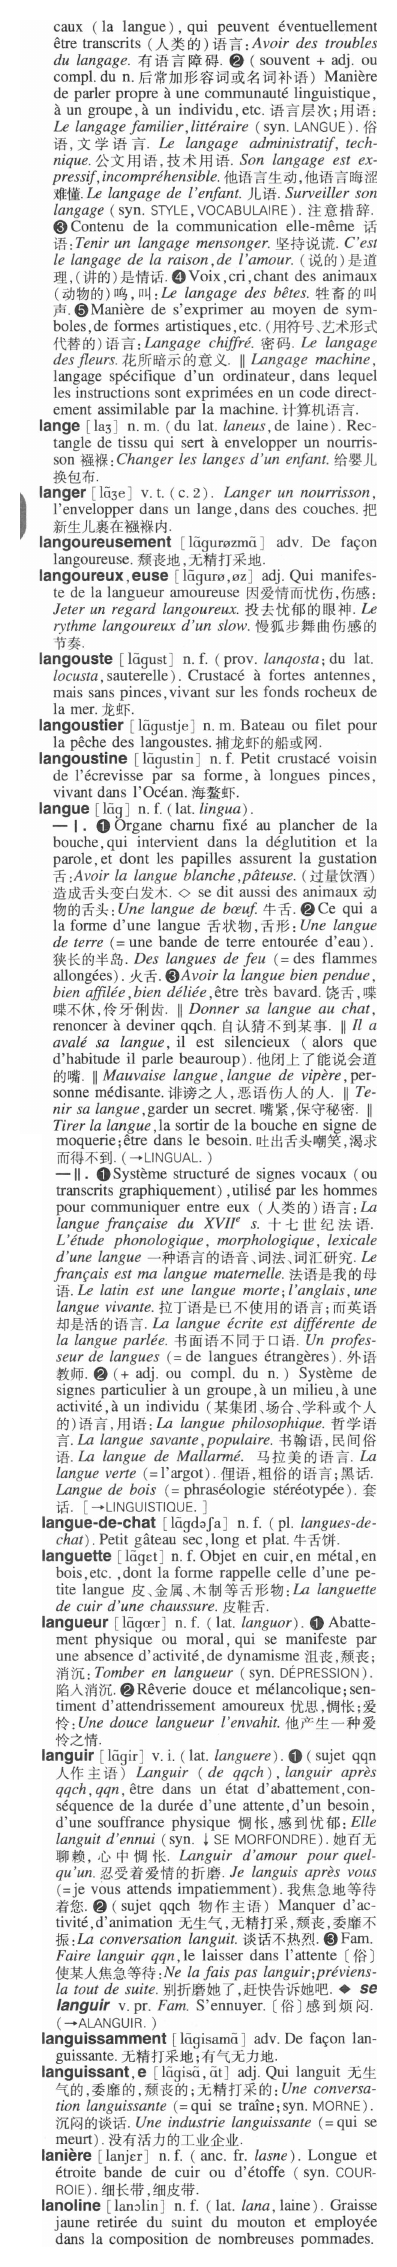 caux ( la langue) , qui peuvent éventuellement
être transcrits (人类的)语言:Avoir des troubles
du langage. 有语言障碍. ❷ ( souvent + adj. ou
compl. du n. 后常加形容词或名词补语) Manière
de parler propre à une communauté linguistique,
à un groupe,à un individu, etc. 语言层次;用语:
Le langage familier,littéraire (syn. LANGUE) . 俗
语,文学语言. Le langage administratif, tech-
nique. 公文用语,技术用语. Son langage est ex-
pressif,incompréhensible. 他语言生动,他语言晦涩
难懂. Le langage de l'enfant. 儿语. Surveiller son
langage (syn. STYLE, VOCABULAIRE) . 注意措辞.
❸ Contenu de la communication elle-même 话
语:Tenir un langage mensonger. 坚持说谎. C'est
le langage de la raison,de l'amour. (说的)是道
理,(讲的)是情话. ❹ Voix,cri,chant des animaux
(动物的)鸣,叫:Le langage des bêtes. 牲畜的叫
声. ❺ Manière de s'exprimer au moyen de sym-
boles,de formes artistiques,etc. (用符号、艺术形式
代替的)语言:Langage chiffré. 密码. Le langage
des fleurs. 花所暗示的意义. ‖ Langage machine,
langage spécifique d'un ordinateur, dans lequel
les instructions sont exprimées en un code direct-
ement assimilable par la machine. 计算机语言.
lange [lɑ̃ʒ] n. m. (du lat. laneus,de laine) . Rec-
tangle de tissu qui sert à envelopper un nourris-
son 襁褓:Changer les langes d'un enfant. 给婴儿
换包布.
langer [lɑ̃ʒe] v. t. (c. 2) . Langer un nourrisson,
l'envelopper dans un lange,dans des couches. 把
新生儿裹在襁褓内.
langoureusement [lɑ̃gurøzmɑ̃] adv. De façon
langoureuse. 颓丧地,无精打采地.
langoureux,euse [lɑ̃gurø,øz] adj. Qui manifes-
te de la langueur amoureuse 因爱情而忧伤,伤感:
Jeter un regard langoureux. 投去忧郁的眼神. Le
rythme langoureux d'un slow. 慢狐步舞曲伤感的
节奏.
langouste [lɑ̃gust] n. f. ( prov. lanqosta; du lat.
locusta,sauterelle) . Crustacé à fortes antennes,
mais sans pinces,vivant sur les fonds rocheux de
la mer. 龙虾.
langoustier [lɑ̃gustje] n. m. Bateau ou filet pour
la pêche des langoustes. 捕龙虾的船或网.
langoustine [lɑ̃gustin] n. f. Petit crustacé voisin
de l'écrevisse par sa forme, à longues pinces,
vivant dans l'Océan. 海螯虾.
langue [lɑ̃g] n. f. ( lat. lingua) .
— Ⅰ. ❶ Organe charnu fixé au plancher de la
bouche,qui intervient dans la déglutition et la
parole,et dont les papilles assurent la gustation
舌:Avoir la langue blanche,pâteuse. (过量饮酒)
造成舌头变白发木. ◇ se dit aussi des animaux 动
物的舌头:Une langue de bœuf. 牛舌. ❷ Ce qui a
la forme d'une langue 舌状物,舌形:Une langue
de terre (= une bande de terre entourée d'eau) .
狭长的半岛. Des langues de feu (= des flammes
allongées) . 火舌. ❸ Avoir la langue bien pendue,
bien affilée,bien déliée,être très bavard. 饶舌,喋
喋不休,伶牙俐齿. ‖ Donner sa langue au chat,
renoncer à deviner qqch. 自认猜不到某事. ‖ Il a
avalé sa langue, il est silencieux ( alors que
d'habitude il parle beauroup) . 他闭上了能说会道
的嘴. ‖ Mauvaise langue,langue de vipère,per-
sonne médisante. 诽谤之人,恶语伤人的人. ‖ Te-
nir sa langue,garder un secret. 嘴紧,保守秘密. ‖
Tirer la langue,la sortir de la bouche en signe de
moquerie;être dans le besoin. 吐出舌头嘲笑,渴求
而得不到. (→LINGUAL. )
— Ⅱ. ❶ Système structuré de signes vocaux ( ou
transcrits graphiquement) ,utilisé par les hommes
pour communiquer entre eux (人类的)语言:La
langue française du XVIIe s. 十七世纪法语.
L'étude phonologique, morphologique, lexicale
d'une langue 一种语言的语音、词法、词汇研究. Le
français est ma langue maternelle. 法语是我的母
语. Le latin est une langue morte;l'anglais,une
langue vivante. 拉丁语是已不使用的语言;而英语
却是活的语言. La langue écrite est différente de
la langue parlée. 书面语不同于口语. Un profes-
seur de langues (= de langues étrangères) . 外语
教师. ❷ ( + adj. ou compl. du n. ) Système de
signes particulier à un groupe,à un milieu,à une
activité,à un individu (某集团、场合、学科或个人
的)语言,用语:La langue philosophique. 哲学语
言. La langue savante,populaire. 书翰语,民间俗
语. La langue de Mallarmé. 马拉美的语言. La
langue verte (=l'argot) . 俚语,粗俗的语言;黑话.
Langue de bois (= phraséologie stéréotypée) . 套
话. [→LINGUISTIQUE. ]
langue-de-chat [lɑ̃gdəʃa] n. f. ( pl. langues-de-
chat) . Petit gâteau sec,long et plat. 牛舌饼.
languette [lɑ̃gɛt] n. f. Objet en cuir,en métal,en
bois,etc. ,dont la forme rappelle celle d'une pe-
tite langue 皮、金属、木制等舌形物:La languette
de cuir d'une chaussure. 皮鞋舌.
langueur [lɑ̃gœr] n. f. ( lat. languor) . ❶ Abatte-
ment physique ou moral, qui se manifeste par
une absence d'activité,de dynamisme 沮丧,颓丧;
消沉:Tomber en langueur (syn. DÉPRESSION) .
陷入消沉. ❷ Rêverie douce et mélancolique;sen-
timent d'attendrissement amoureux 忧思,惆怅;爱
怜:Une douce langueur l'envahit. 他产生一种爱
怜之情.
languir [lɑ̃gir] v. i. ( lat. languere) . ❶ ( sujet qqn
人作主语) Languir ( de qqch) , languir après
qqch,qqn, être dans un état d'abattement,con-
séquence de la durée d'une attente,d'un besoin,
d'une souffrance physique 惆怅,感到忧郁:Elle
languit d'ennui (syn. ↓SE MORFONDRE) . 她百无
聊赖,心中惆怅. Languir d'amour pour quel-
qu'un. 忍受着爱情的折磨. Je languis après vous
(=je vous attends impatiemment) . 我焦急地等待
着您. ❷ (sujet qqch 物作主语) Manquer d'ac-
tivité,d'animation 无生气,无精打采,颓丧,委靡不
振:La conversation languit. 谈话不热烈. ❸ Fam.
Faire languir qqn,le laisser dans l'attente〔俗〕
使某人焦急等待:Ne la fais pas languir;préviens-
la tout de suite. 别折磨她了,赶快告诉她吧. ◆ se
languir v. pr. Fam. S'ennuyer.〔俗〕感到烦闷.
(→ALANGUIR. )
languissamment [lɑ̃gisamɑ̃] adv. De façon lan-
guissante. 无精打采地;有气无力地.
languissant,e [lɑ̃gisɑ̃,ɑ̃t] adj. Qui languit 无生
气的,委靡的,颓丧的;无精打采的:Une conversa-
tion languissante (= qui se traîne;syn. MORNE) .
沉闷的谈话. Une industrie languissante (= qui se
meurt) . 没有活力的工业企业.
lanière [lanjɛr] n. f. ( anc. fr. lasne) . Longue et
étroite bande de cuir ou d'étoffe ( syn. COUR-
ROIE) . 细长带,细皮带.
lanoline [lanɔlin] n. f. ( lat. lana,laine) . Graisse
jaune retirée du suint du mouton et employée
dans la composition de nombreuses pommades.